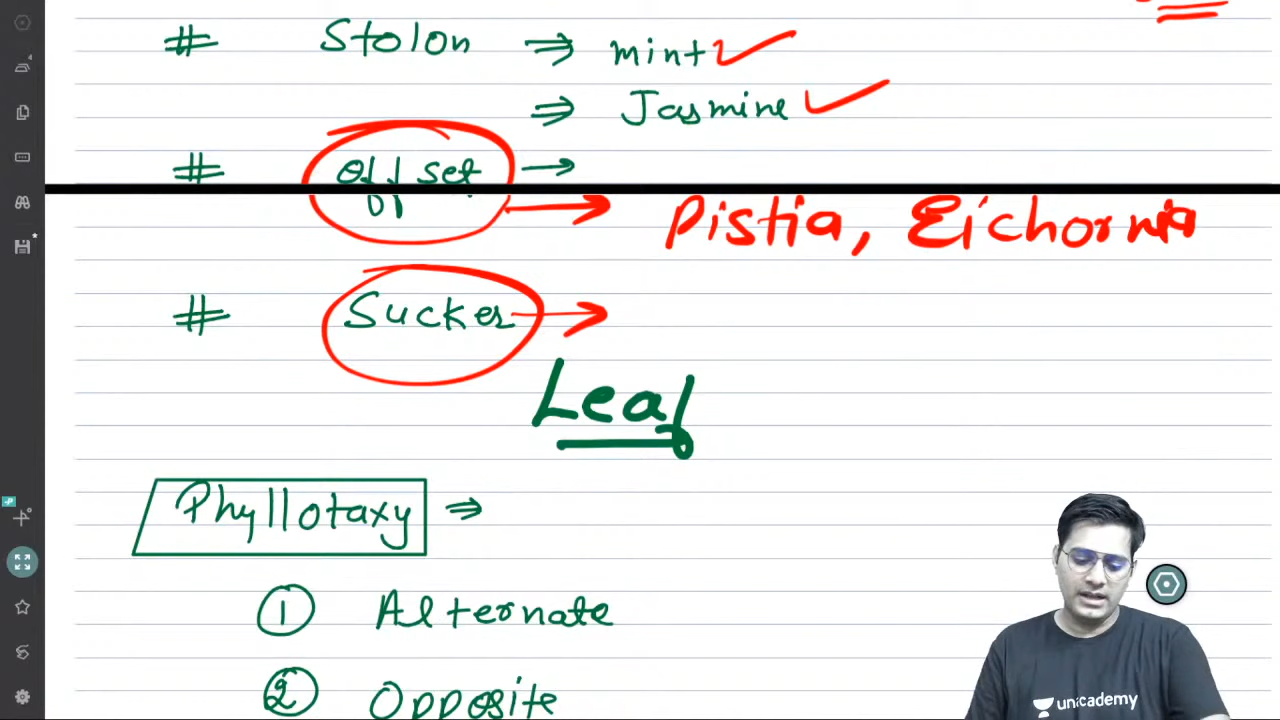 # Stolon ⇒ mint ✓
⇒ Jasmine ✓
# Offset →
→ Pistia, Eichornia
# Sucker →
Leaf
Phyllotaxy ⇒
① Alternate
② Opposite
unacademy